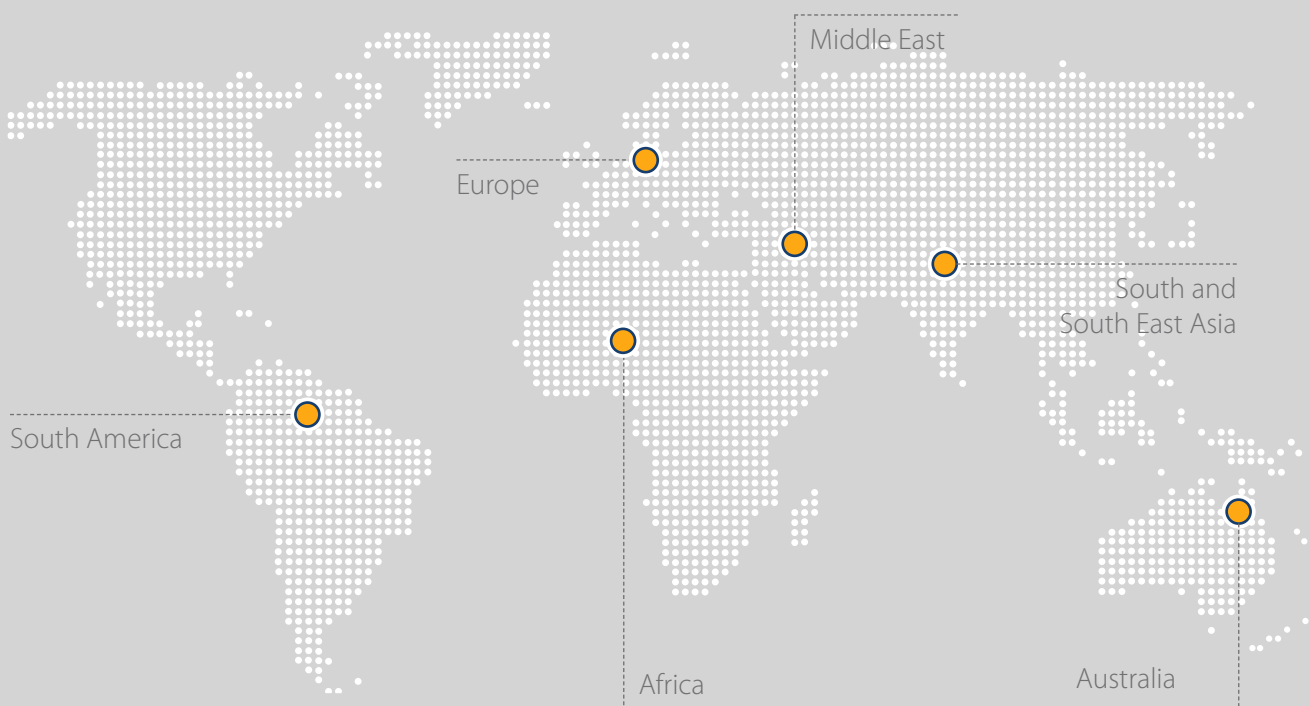 Middle East
Europe
South and
South East Asia
South America
Africa
Australia